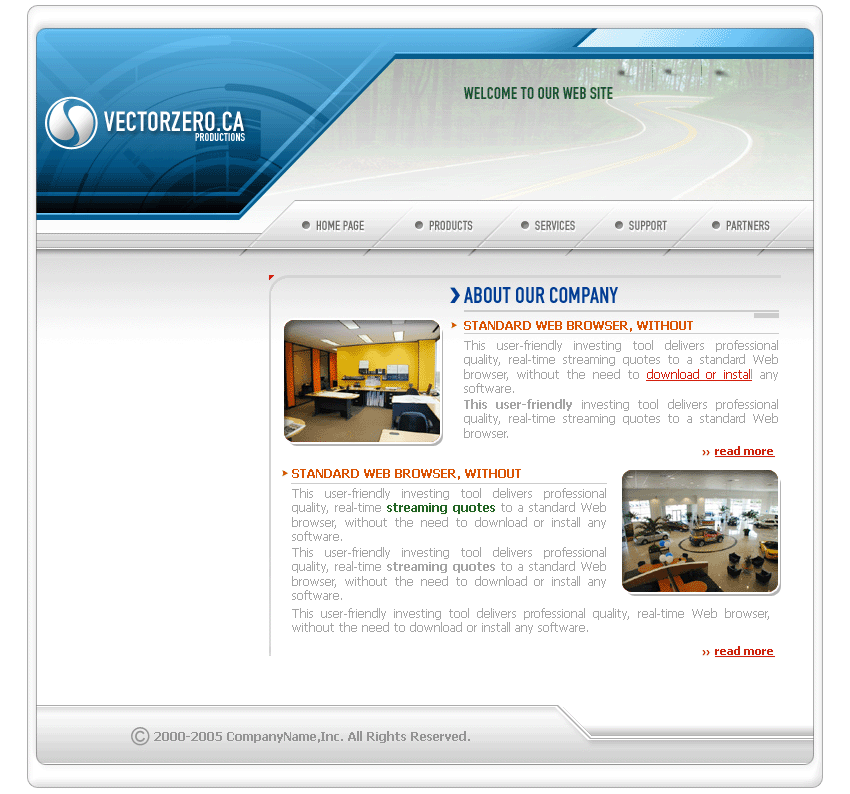 WELCOME TO OUR WEB SITE
VECTORZERO.CA
PRODUCTIONS
HOME PAGE PRODUCTS SERVICES SUPPORT PARTNERS
ABOUT OUR COMPANY
STANDARD WEB BROWSER, WITHOUT
This user-friendly investing tool delivers professional
quality, real-time streaming quotes to a standard Web
browser, without the need to download or install any
software.
This user-friendly investing tool delivers professional
quality, real-time streaming quotes to a standard Web
browser.
›› read more
STANDARD WEB BROWSER, WITHOUT
This user-friendly investing tool delivers professional
quality, real-time streaming quotes to a standard Web
browser, without the need to download or install any
software.
This user-friendly investing tool delivers professional
quality, real-time streaming quotes to a standard Web
browser, without the need to download or install any
software.
This user-friendly investing tool delivers professional quality, real-time Web browser,
without the need to download or install any software.
›› read more
© 2000-2005 CompanyName,Inc. All Rights Reserved.